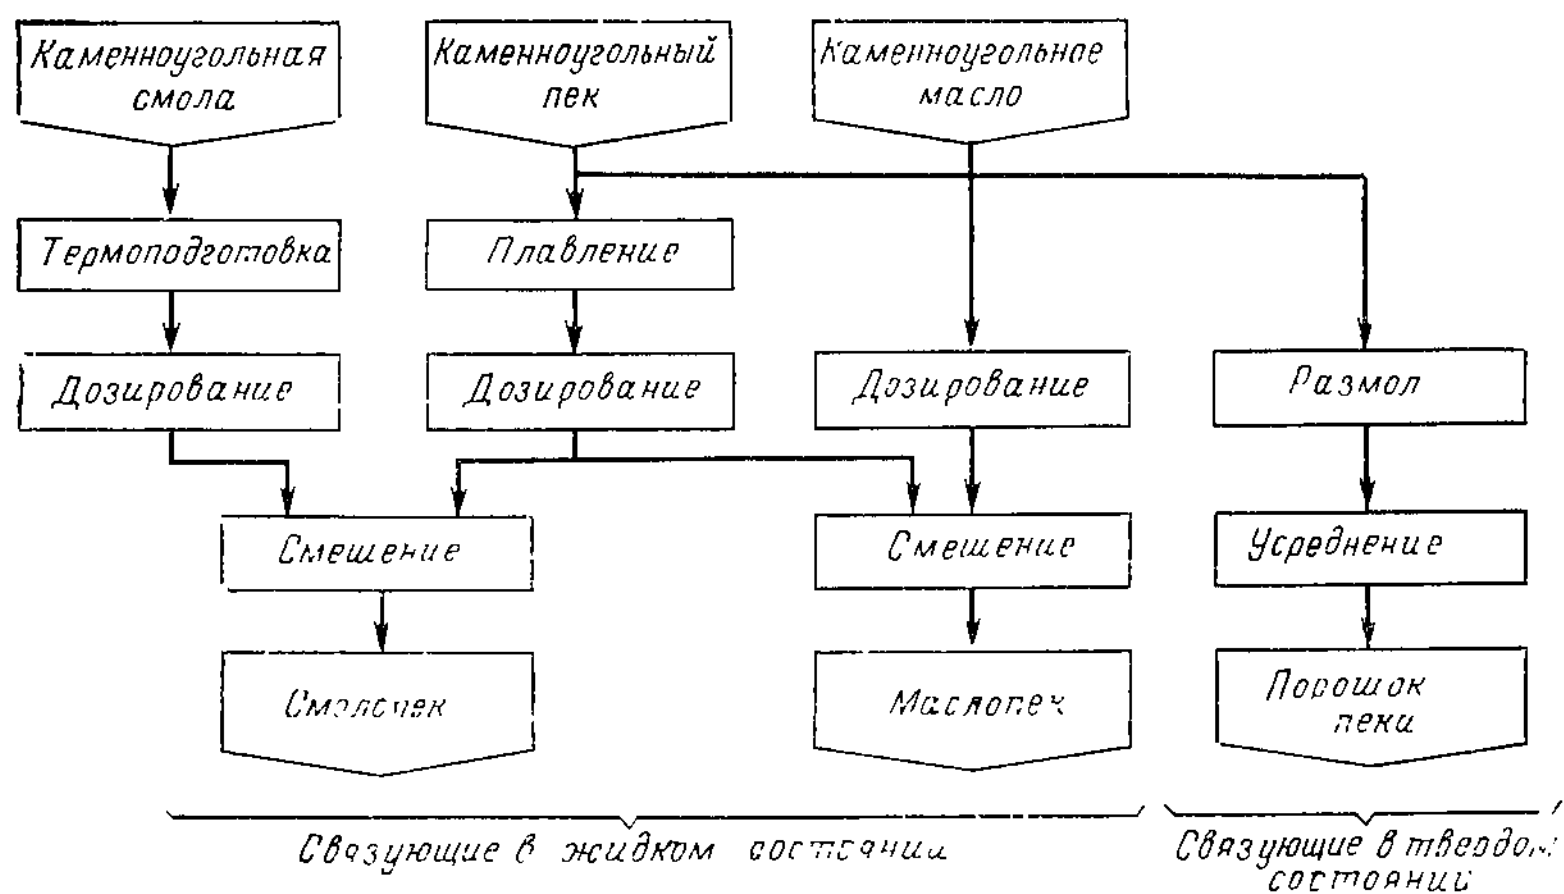 Каменноугольная
смола
Каменноугольный
пек
Каменноугольное
масло
Термоподготовка
Плавление
Дозирование
Дозирование
Дозирование
Размол
Смешение
Смешение
Усреднение
Смолопек
Маслопек
Порошок
пека
Связующие в жидком состоянии
Связующие в твердом
состоянии